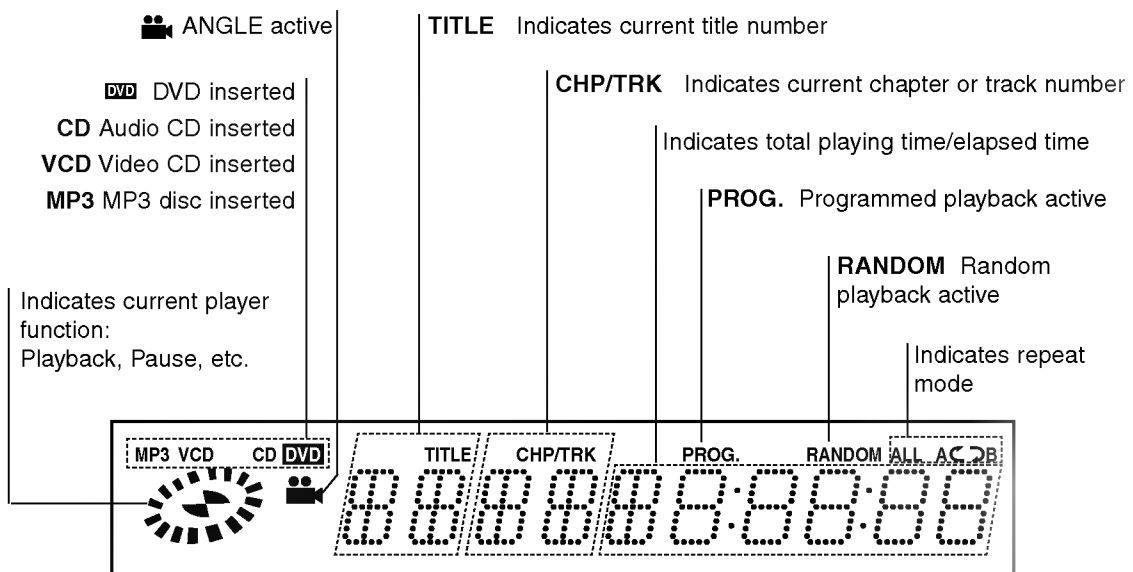 ANGLE active
TITLE Indicates current title number
DVD DVD inserted
CHP/TRK Indicates current chapter or track number
CD Audio CD inserted
Indicates total playing time/elapsed time
VCD Video CD inserted
MP3 MP3 disc inserted
PROG. Programmed playback active
RANDOM Random
playback active
Indicates current player
function:
Playback, Pause, etc.
Indicates repeat
mode
MP3 VCD CD DVD TITLE CHP/TRK PROG. RANDOM ALL A B